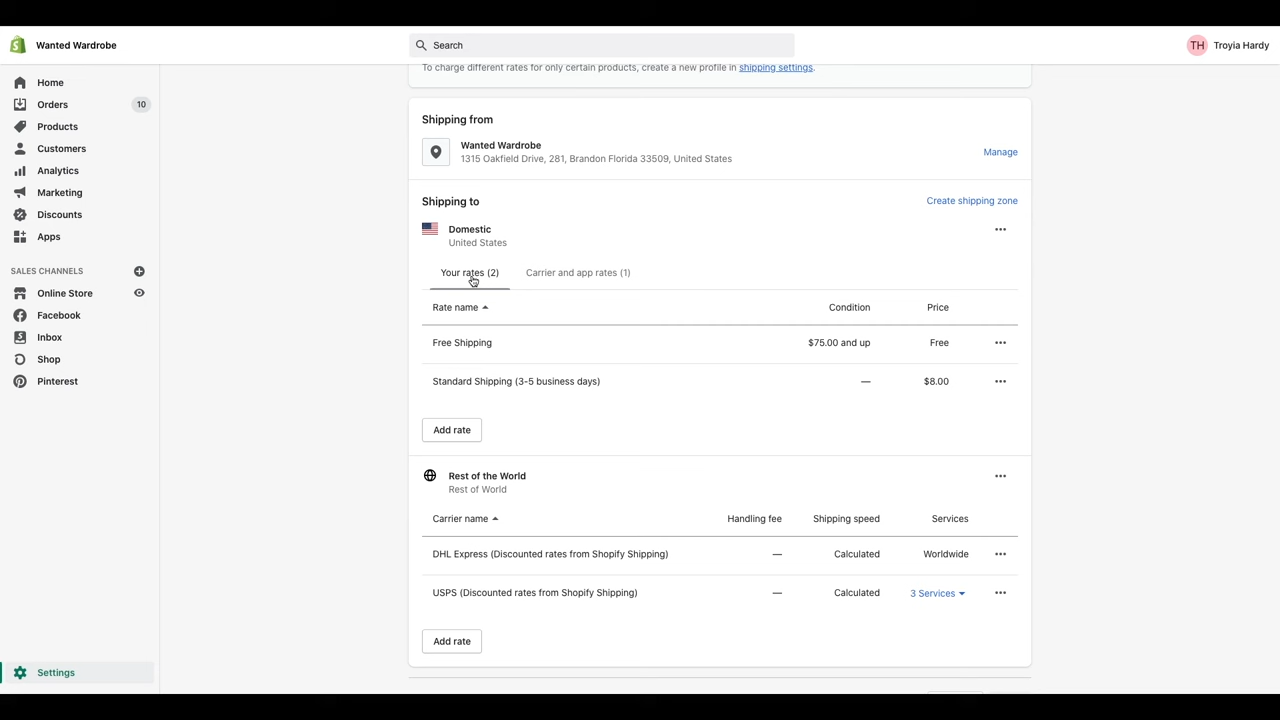 Wanted Wardrobe
Search
TH Troyia Hardy
Home
Orders 10
Products
Customers
Analytics
Marketing
Discounts
Apps
SALES CHANNELS
Online Store
Facebook
Inbox
Shop
Pinterest
Settings
To charge different rates for only certain products, create a new profile in shipping settings.
Shipping from
Wanted Wardrobe
1315 Oakfield Drive, 281, Brandon Florida 33509, United States
Manage
Shipping to
Create shipping zone
Domestic
United States
Your rates (2) Carrier and app rates (1)
Rate name Condition Price
Free Shipping $75.00 and up Free
Standard Shipping (3-5 business days) — $8.00
Add rate
Rest of the World
Rest of World
Carrier name Handling fee Shipping speed Services
DHL Express (Discounted rates from Shopify Shipping) — Calculated Worldwide
USPS (Discounted rates from Shopify Shipping) — Calculated 3 Services
Add rate